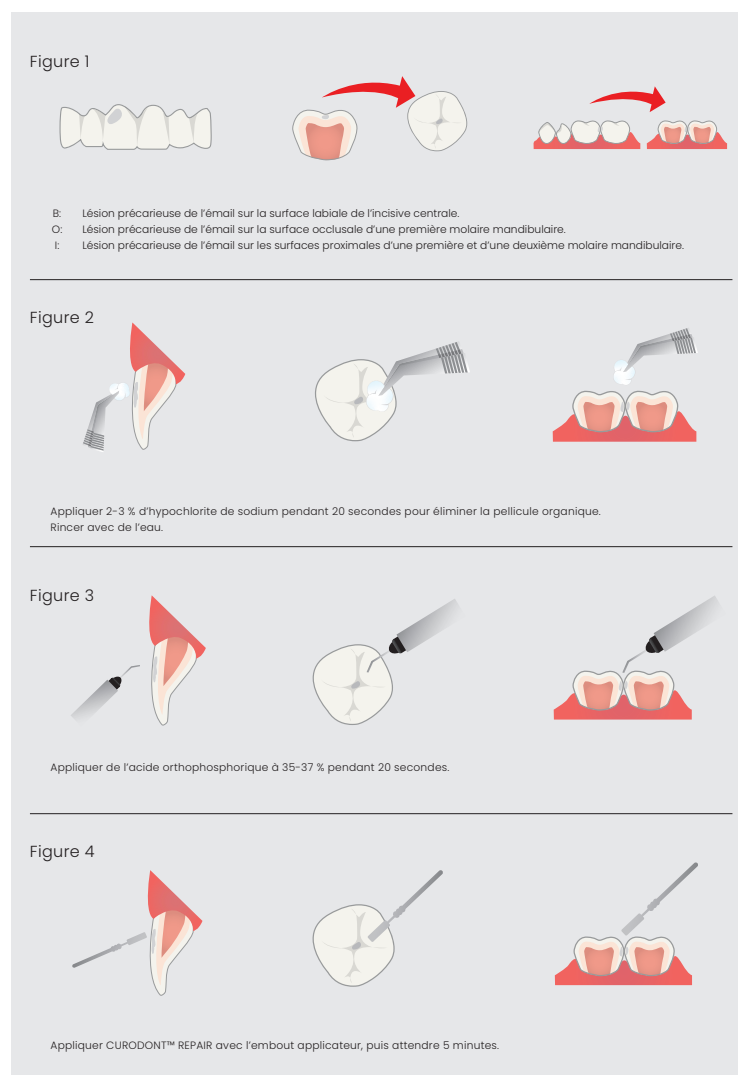 Figure 1
B: Lésion précarieuse de l’émail sur la surface labiale de l’incisive centrale.
O: Lésion précarieuse de l’émail sur la surface occlusale d’une première molaire mandibulaire.
I: Lésion précarieuse de l’émail sur les surfaces proximales d’une première et d’une deuxième molaire mandibulaire.
Figure 2
Appliquer 2-3 % d’hypochlorite de sodium pendant 20 secondes pour éliminer la pellicule organique.
Rincer avec de l’eau.
Figure 3
Appliquer de l’acide orthophosphorique à 35-37 % pendant 20 secondes.
Figure 4
Appliquer CURODONT™ REPAIR avec l’embout applicateur, puis attendre 5 minutes.